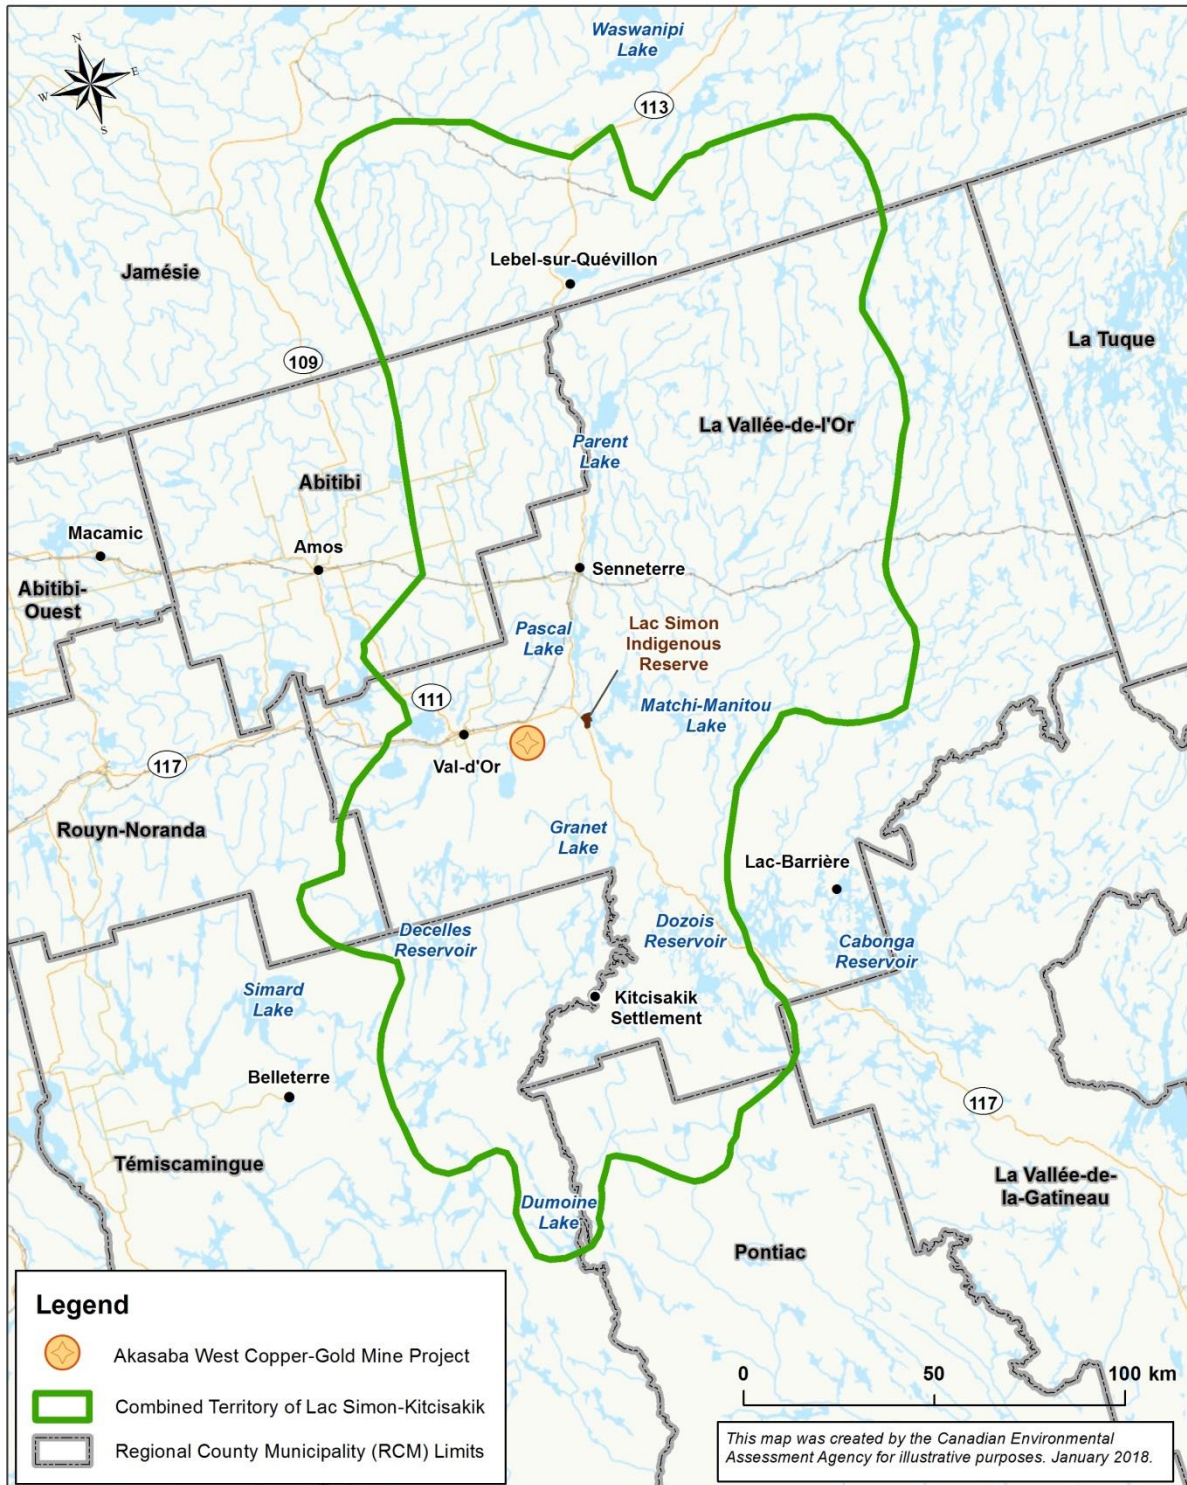 Waswanipi
Lake
N
E
W
S
113
Jamésie
Lebel-sur-Quévillon
La Tuque
109
La Vallée-de-l'Or
Parent
Lake
Abitibi
Macamic
Amos
Senneterre
Abitibi-
Ouest
Lac Simon
Indigenous
Reserve
Pascal
Lake
111
Matchi-Manitou
Lake
117
Val-d'Or
Rouyn-Noranda
Granet
Lake
Lac-Barrière
Decelles
Reservoir
Dozois
Reservoir
Cabonga
Reservoir
Simard
Lake
Kitcisakik
Settlement
Belleterre
117
Témiscamingue
La Vallée-de-
la-Gatineau
Dumoine
Lake
Pontiac
Legend
Akasaba West Copper-Gold Mine Project
Combined Territory of Lac Simon-Kitcisakik
Regional County Municipality (RCM) Limits
0 50 100 km
This map was created by the Canadian Environmental
Assessment Agency for illustrative purposes. January 2018.